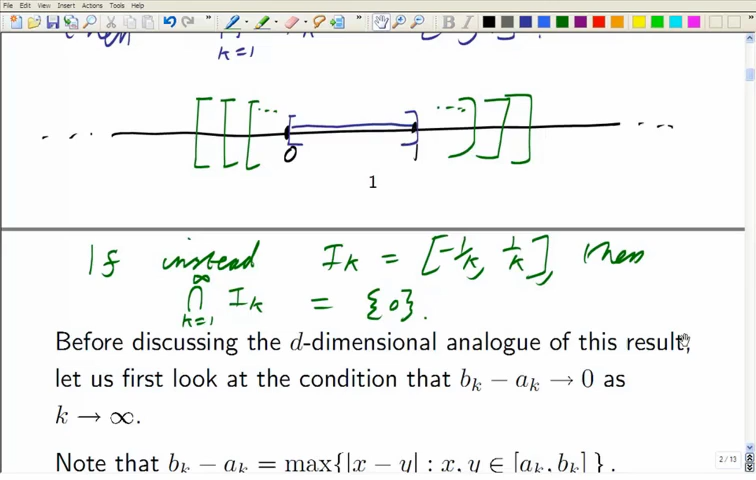 File Edit View Insert Actions Tools Help
k=1
0 1
1
If instead I_k = [-1/k, 1/k], then
∞
⋂ I_k = {0}.
k=1
Before discussing the d-dimensional analogue of this result,
let us first look at the condition that b_k − a_k → 0 as
k → ∞.
Note that b_k − a_k = max{|x − y| : x, y ∈ [a_k, b_k]}.
2 / 13